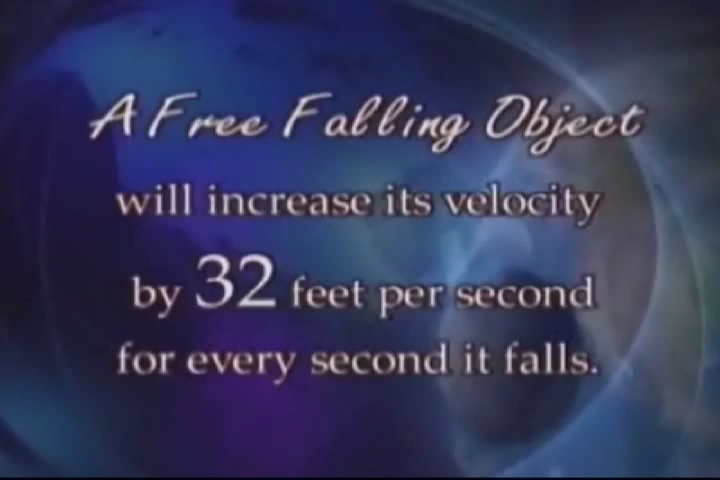 A Free Falling Object
will increase its velocity
by 32 feet per second
for every second it falls.